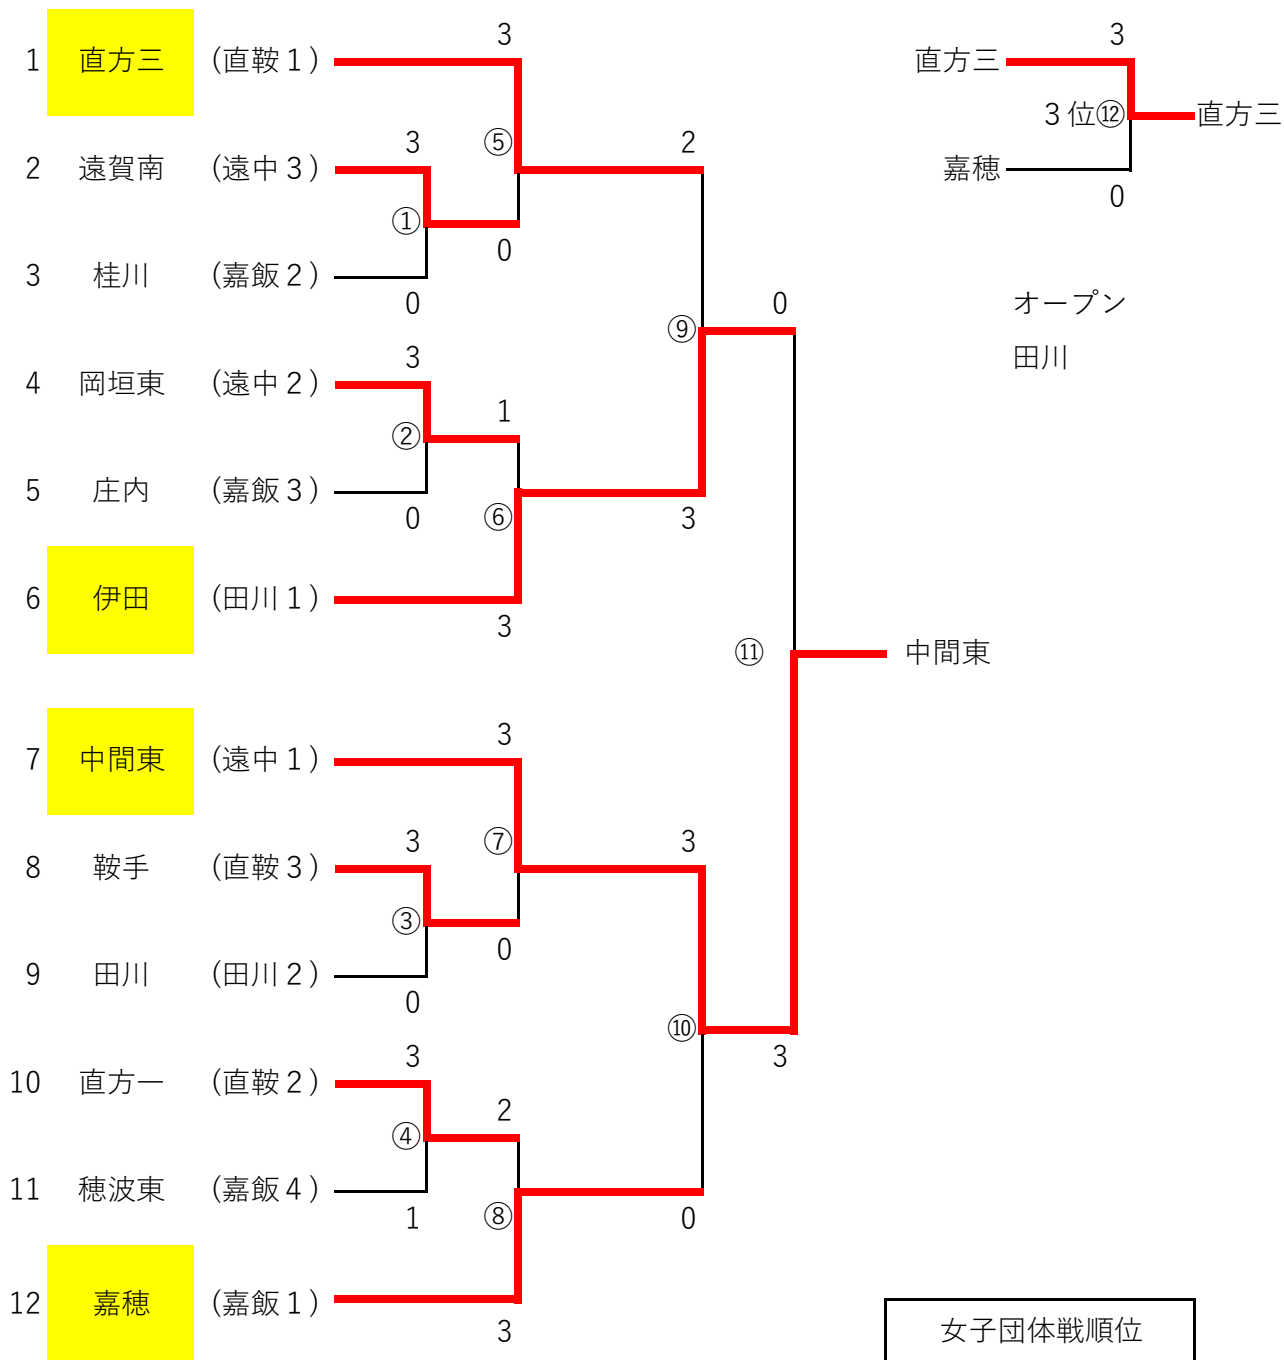 3
1 直方三 (直鞍1)
⑤
3
2 遠賀南 (遠中3)
2
①
0
3 桂川 (嘉飯2)
0
⑨
0
3
4 岡垣東 (遠中2)
1
②
5 庄内 (嘉飯3)
0
⑥
3
6 伊田 (田川1)
3
⑪
中間東
3
7 中間東 (遠中1)
⑦
3
8 鞍手 (直鞍3)
3
③
0
9 田川 (田川2)
0
⑩
3
3
10 直方一 (直鞍2)
2
④
11 穂波東 (嘉飯4)
1
⑧
0
12 嘉穂 (嘉飯1)
3
3
直方三
3位⑫
直方三
嘉穂
0
オープン
田川
女子団体戦順位